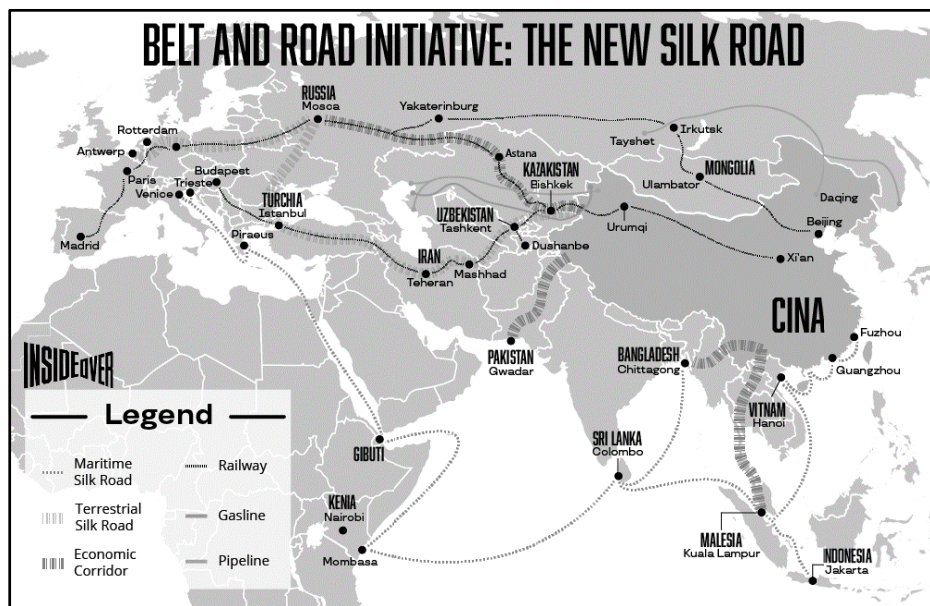 BELT AND ROAD INITIATIVE: THE NEW SILK ROAD
RUSSIA
Mosca
Yakaterinburg
Rotterdam
Antwerp
Paris
Budapest
Trieste
Venice
Madrid
Piraeus
TURCHIA
Istanbul
Astana
KAZAKISTAN
Bishkek
UZBEKISTAN
Tashkent
Dushanbe
IRAN
Teheran
Mashhad
Urumqi
Tayshet
Irkutsk
MONGOLIA
Ulambator
Daqing
Beijing
Xi'an
CINA
Fuzhou
Guangzhou
PAKISTAN
Gwadar
BANGLADESH
Chittagong
VITNAM
Hanoi
SRI LANKA
Colombo
GIBUTI
KENIA
Nairobi
Mombasa
MALESIA
Kuala Lampur
INDONESIA
Jakarta
INSIDEOVER
Legend
Maritime
Silk Road
Terrestrial
Silk Road
Economic
Corridor
Railway
Gasline
Pipeline